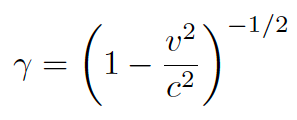 γ = (1 − v²/c²)^{−1/2}